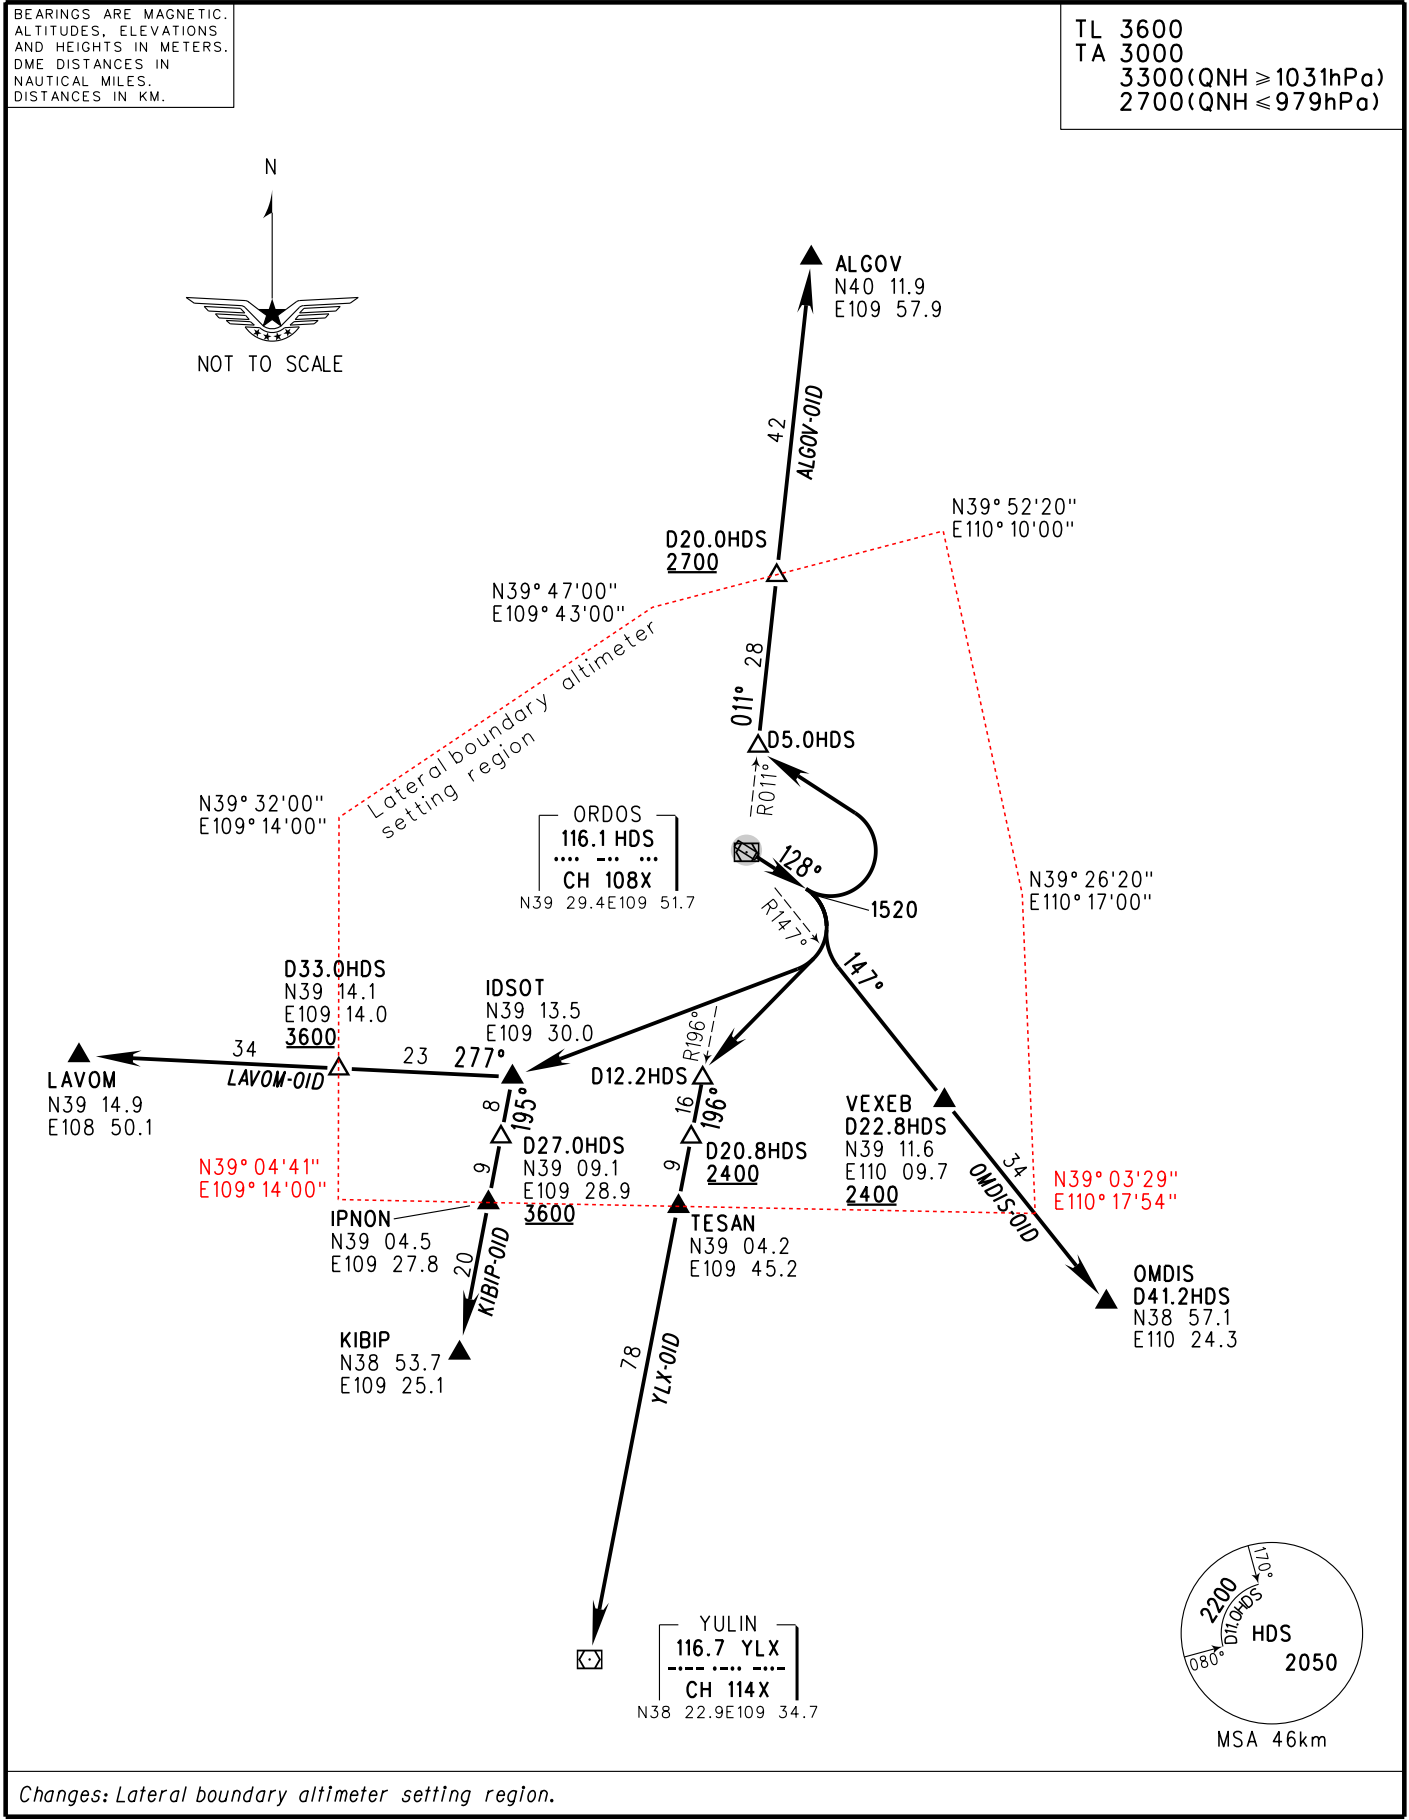 BEARINGS ARE MAGNETIC.
ALTITUDES, ELEVATIONS
AND HEIGHTS IN METERS.
DME DISTANCES IN
NAUTICAL MILES.
DISTANCES IN KM.
TL 3600
TA 3000
3300(QNH ≥ 1031hPa)
2700(QNH ≤ 979hPa)
N
NOT TO SCALE
ALGOV
N40 11.9
E109 57.9
42
ALGOV-01D
N39° 52'20"
E110° 10'00"
D20.0HDS
2700
N39° 47'00"
E109° 43'00"
28
011°
Lateral boundary altimeter
setting region
D5.0HDS
R011°
N39° 32'00"
E109° 14'00"
ORDOS
116.1 HDS
CH 108X
N39 29.4E109 51.7
128°
1520
R147°
N39° 26'20"
E110° 17'00"
147°
D33.0HDS
N39 14.1
E109 14.0
3600
IDSOT
N39 13.5
E109 30.0
R196°
34
LAVOM-01D
23
277°
LAVOM
N39 14.9
E108 50.1
D12.2HDS
8
195°
16
196°
VEXEB
D22.8HDS
N39 11.6
E110 09.7
2400
D27.0HDS
N39 09.1
E109 28.9
3600
9
D20.8HDS
2400
9
34
OMDIS-01D
N39° 04'41"
E109° 14'00"
N39° 03'29"
E110° 17'54"
IPNON
N39 04.5
E109 27.8
TESAN
N39 04.2
E109 45.2
20
KIBIP-01D
OMDIS
D41.2HDS
N38 57.1
E110 24.3
KIBIP
N38 53.7
E109 25.1
78
YLX-01D
YULIN
116.7 YLX
CH 114X
N38 22.9E109 34.7
170°
2200
D11.0HDS
HDS
2050
080°
MSA 46km
Changes: Lateral boundary altimeter setting region.